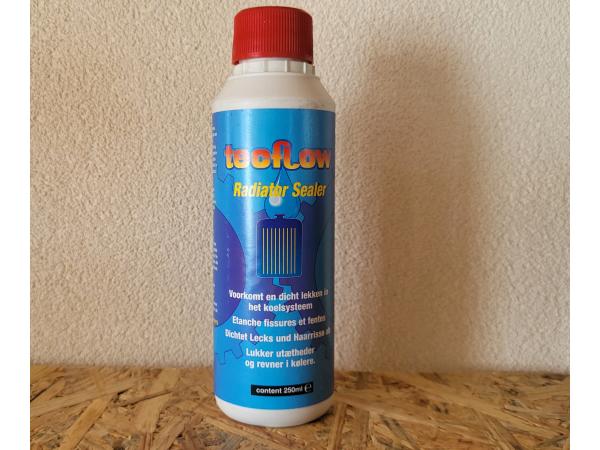 teoflow
Radiator Sealer
Voorkomt en dicht lekken in
het koelsysteem
Etanche fissures et fentes
Dichtet Lecks und Haarrisse ab
Lukker utætheder
og revner i kølere.
content 250ml ℮